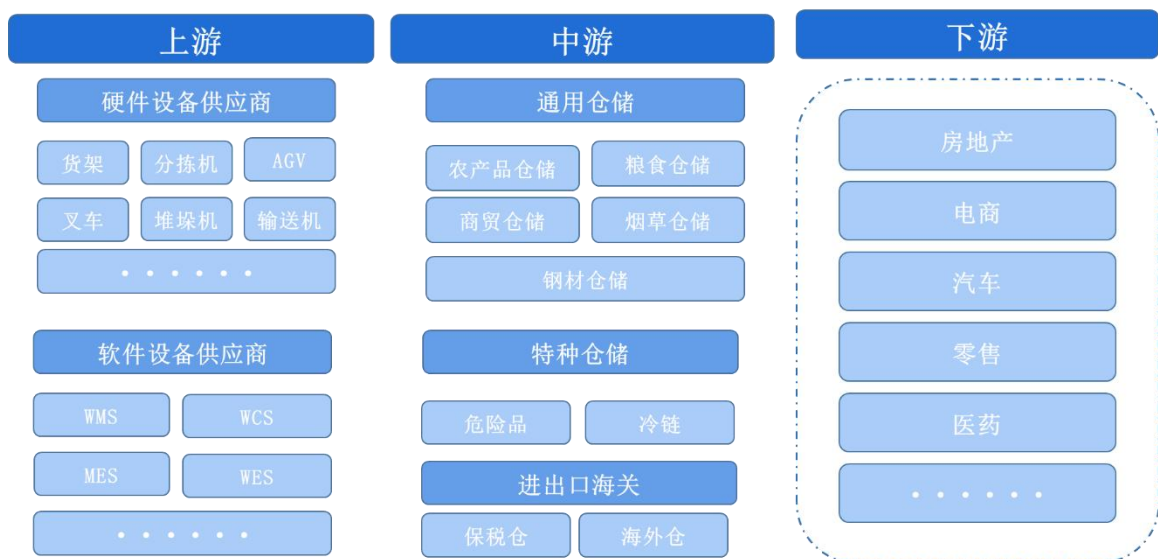 上游
硬件设备供应商
货架 分拣机 AGV
叉车 堆垛机 输送机
......
软件设备供应商
WMS WCS
MES WES
......
中游
通用仓储
农产品仓储 粮食仓储
商贸仓储 烟草仓储
钢材仓储
特种仓储
危险品 冷链
进出口海关
保税仓 海外仓
下游
房地产
电商
汽车
零售
医药
......